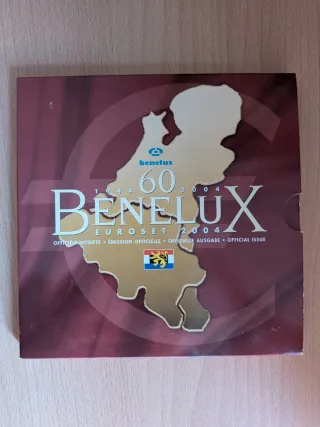 benelux
60
1944 2004
BENELUX
EUROSET 2004
OFFICIËLE UITGIFTE • ÉMISSION OFFICIELLE • OFFIZIELLE AUSGABE • OFFICIAL ISSUE